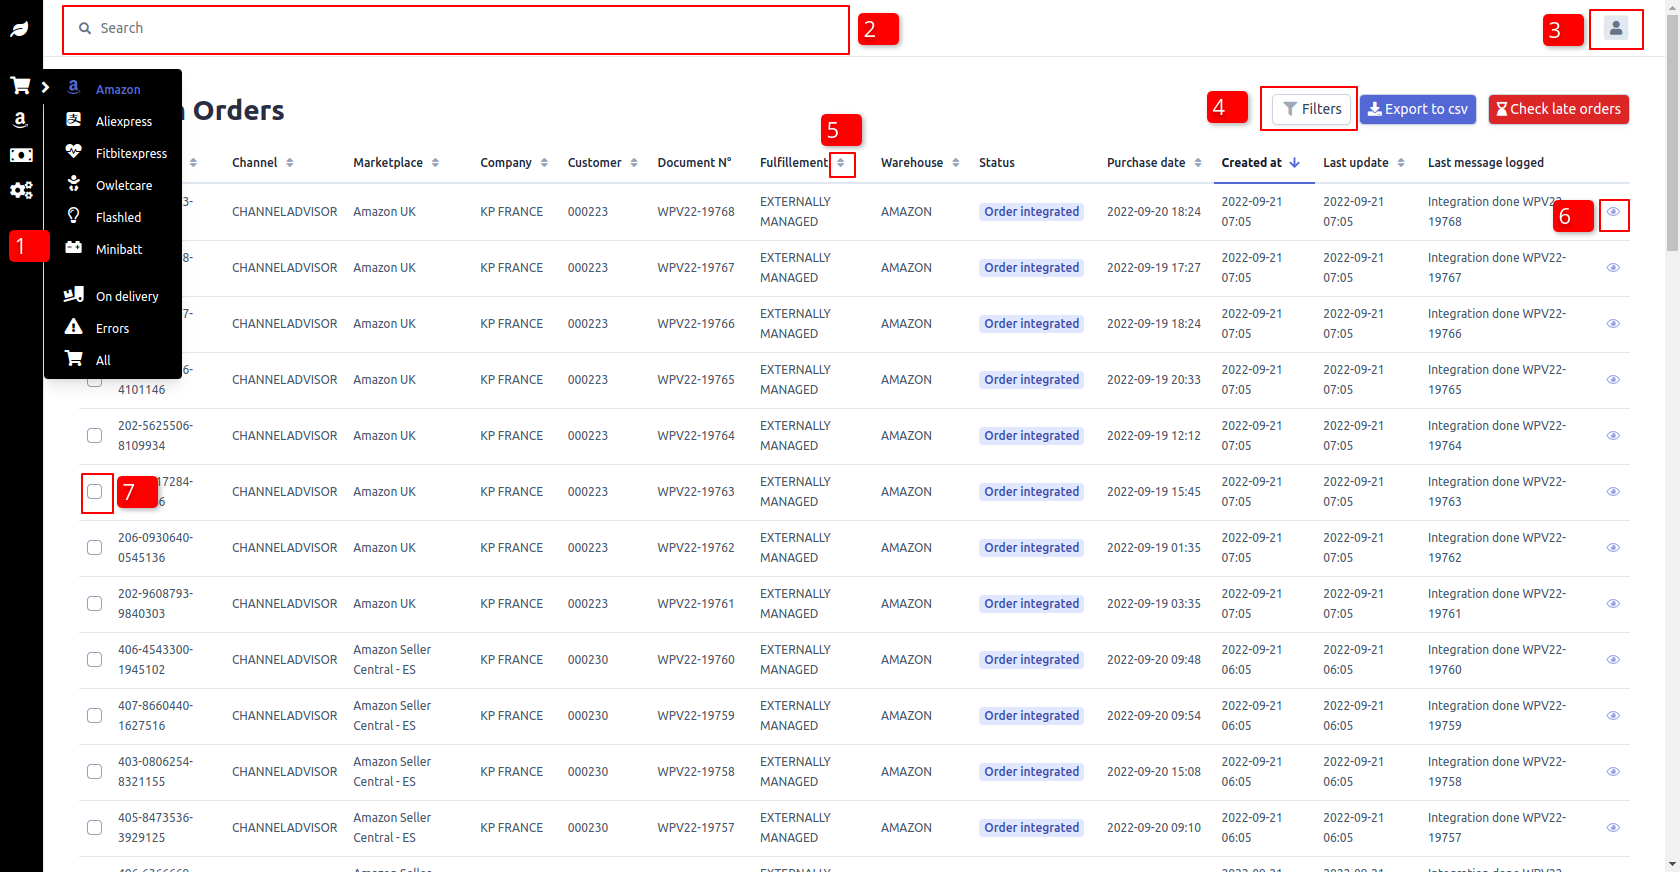 Search
2
3
Amazon
Aliexpress
Fitbitexpress
Owletcare
Flashled
Minibatt
On delivery
Errors
All
1
Orders
4
Filters
Export to csv
Check late orders
5
Channel Marketplace Company Customer Document N° Fulfillment Warehouse Status Purchase date Created at Last update Last message logged
3- CHANNELADVISOR Amazon UK KP FRANCE 000223 WPV22-19768 EXTERNALLY MANAGED AMAZON Order integrated 2022-09-20 18:24 2022-09-21 07:05 2022-09-21 07:05 Integration done WPV22-19768
6
8- CHANNELADVISOR Amazon UK KP FRANCE 000223 WPV22-19767 EXTERNALLY MANAGED AMAZON Order integrated 2022-09-19 17:27 2022-09-21 07:05 2022-09-21 07:05 Integration done WPV22-19767
7- CHANNELADVISOR Amazon UK KP FRANCE 000223 WPV22-19766 EXTERNALLY MANAGED AMAZON Order integrated 2022-09-19 18:24 2022-09-21 07:05 2022-09-21 07:05 Integration done WPV22-19766
6-4101146 CHANNELADVISOR Amazon UK KP FRANCE 000223 WPV22-19765 EXTERNALLY MANAGED AMAZON Order integrated 2022-09-19 20:33 2022-09-21 07:05 2022-09-21 07:05 Integration done WPV22-19765
202-5625506-8109934 CHANNELADVISOR Amazon UK KP FRANCE 000223 WPV22-19764 EXTERNALLY MANAGED AMAZON Order integrated 2022-09-19 12:12 2022-09-21 07:05 2022-09-21 07:05 Integration done WPV22-19764
7
17284-6 CHANNELADVISOR Amazon UK KP FRANCE 000223 WPV22-19763 EXTERNALLY MANAGED AMAZON Order integrated 2022-09-19 15:45 2022-09-21 07:05 2022-09-21 07:05 Integration done WPV22-19763
206-0930640-0545136 CHANNELADVISOR Amazon UK KP FRANCE 000223 WPV22-19762 EXTERNALLY MANAGED AMAZON Order integrated 2022-09-19 01:35 2022-09-21 07:05 2022-09-21 07:05 Integration done WPV22-19762
202-9608793-9840303 CHANNELADVISOR Amazon UK KP FRANCE 000223 WPV22-19761 EXTERNALLY MANAGED AMAZON Order integrated 2022-09-19 03:35 2022-09-21 07:05 2022-09-21 07:05 Integration done WPV22-19761
406-4543300-1945102 CHANNELADVISOR Amazon Seller Central - ES KP FRANCE 000230 WPV22-19760 EXTERNALLY MANAGED AMAZON Order integrated 2022-09-20 09:48 2022-09-21 06:05 2022-09-21 06:05 Integration done WPV22-19760
407-8660440-1627516 CHANNELADVISOR Amazon Seller Central - ES KP FRANCE 000230 WPV22-19759 EXTERNALLY MANAGED AMAZON Order integrated 2022-09-20 09:54 2022-09-21 06:05 2022-09-21 06:05 Integration done WPV22-19759
403-0806254-8321155 CHANNELADVISOR Amazon Seller Central - ES KP FRANCE 000230 WPV22-19758 EXTERNALLY MANAGED AMAZON Order integrated 2022-09-20 15:08 2022-09-21 06:05 2022-09-21 06:05 Integration done WPV22-19758
405-8473536-3929125 CHANNELADVISOR Amazon Seller Central - ES KP FRANCE 000230 WPV22-19757 EXTERNALLY MANAGED AMAZON Order integrated 2022-09-20 09:10 2022-09-21 06:05 2022-09-21 06:05 Integration done WPV22-19757